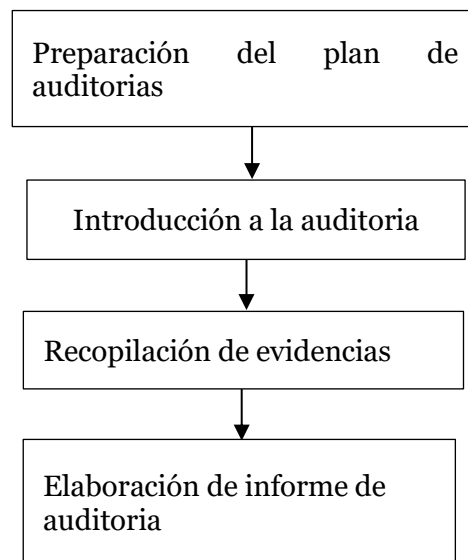 Preparación del plan de
auditorias
Introducción a la auditoria
Recopilación de evidencias
Elaboración de informe de
auditoria